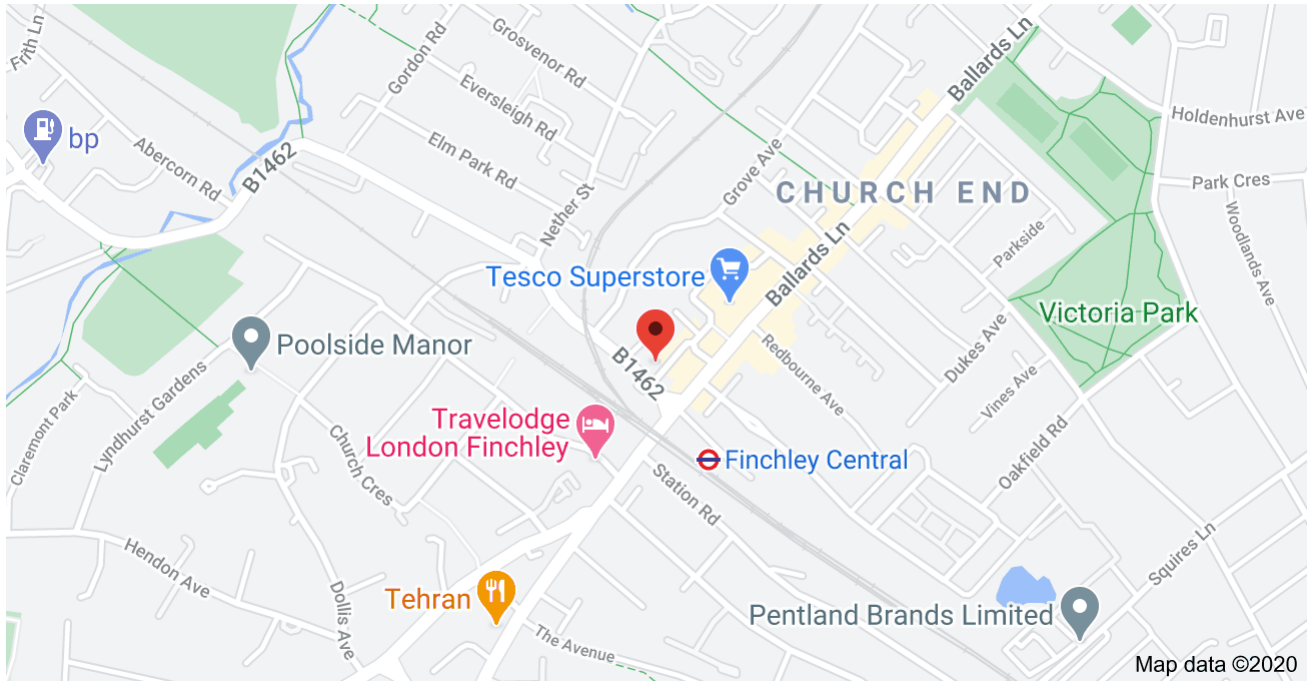 Frith Ln
bp
Abercorn Rd
B1462
Gordon Rd
Grosvenor Rd
Eversleigh Rd
Elm Park Rd
Nether St
Grove Ave
Ballards Ln
Holdenhurst Ave
CHURCH END
Park Cres
Woodlands Ave
Parkside
Ballards Ln
Tesco Superstore
Victoria Park
Poolside Manor
B1462
Redbourne Ave
Dukes Ave
Vines Ave
Claremont Park
Lyndhurst Gardens
Church Cres
Travelodge
London Finchley
Finchley Central
Oakfield Rd
Station Rd
Squires Ln
Hendon Ave
Dollis Ave
Tehran
The Avenue
Pentland Brands Limited
Map data ©2020